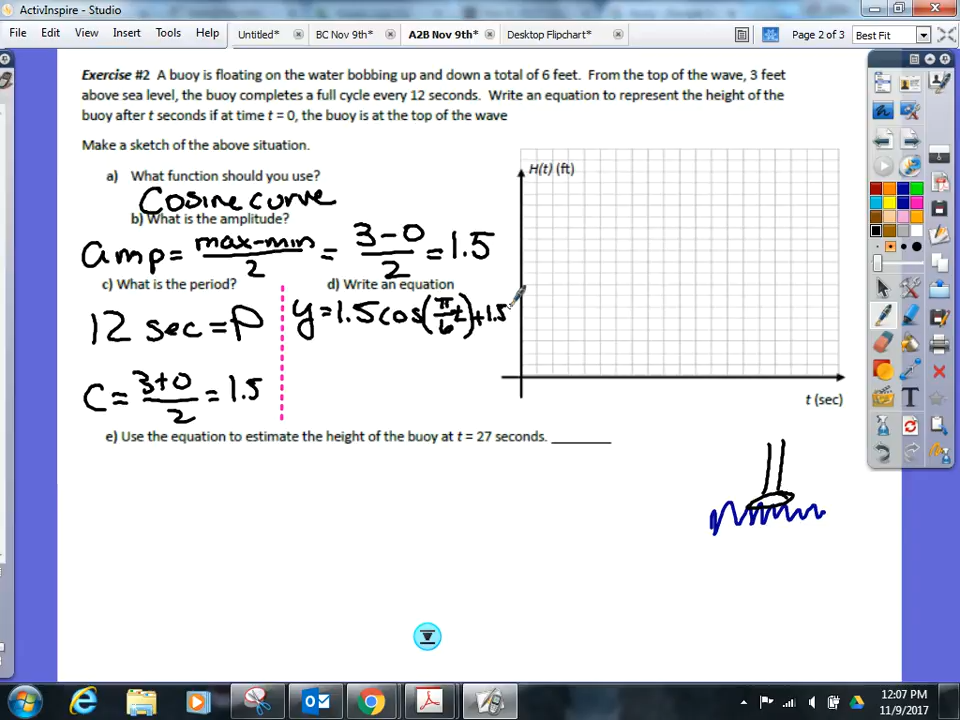 ActivInspire - Studio
File Edit View Insert Tools Help Untitled* BC Nov 9th* A2B Nov 9th* Desktop Flipchart* Page 2 of 3 Best Fit
Exercise #2 A buoy is floating on the water bobbing up and down a total of 6 feet. From the top of the wave, 3 feet
above sea level, the buoy completes a full cycle every 12 seconds. Write an equation to represent the height of the
buoy after t seconds if at time t = 0, the buoy is at the top of the wave
Make a sketch of the above situation.
a) What function should you use?
Cosine curve
b) What is the amplitude?
amp = max-min/2 = 3-0/2 = 1.5
c) What is the period?
12 sec = P
C = 3+0/2 = 1.5
d) Write an equation
y = 1.5 cos(π/6 t) + 1.5
H(t) (ft)
t (sec)
e) Use the equation to estimate the height of the buoy at t = 27 seconds. ________
12:07 PM
11/9/2017